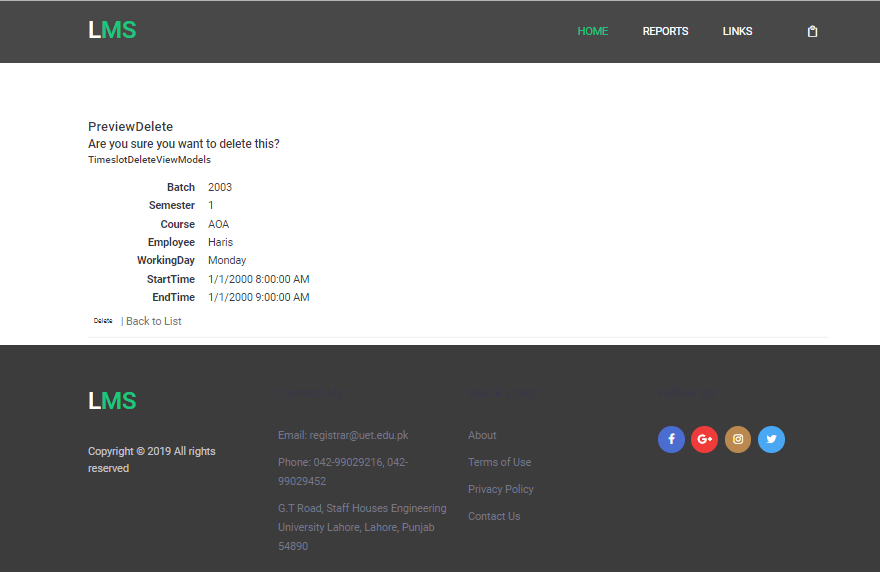 LMS
HOME REPORTS LINKS
PreviewDelete
Are you sure you want to delete this?
TimeslotDeleteViewModels
Batch 2003
Semester 1
Course AOA
Employee Haris
WorkingDay Monday
StartTime 1/1/2000 8:00:00 AM
EndTime 1/1/2000 9:00:00 AM
Delete | Back to List
LMS
Copyright © 2019 All rights
reserved
Email: registrar@uet.edu.pk
Phone: 042-99029216, 042-
99029452
G.T Road, Staff Houses Engineering
University Lahore, Lahore, Punjab
54890
About
Terms of Use
Privacy Policy
Contact Us